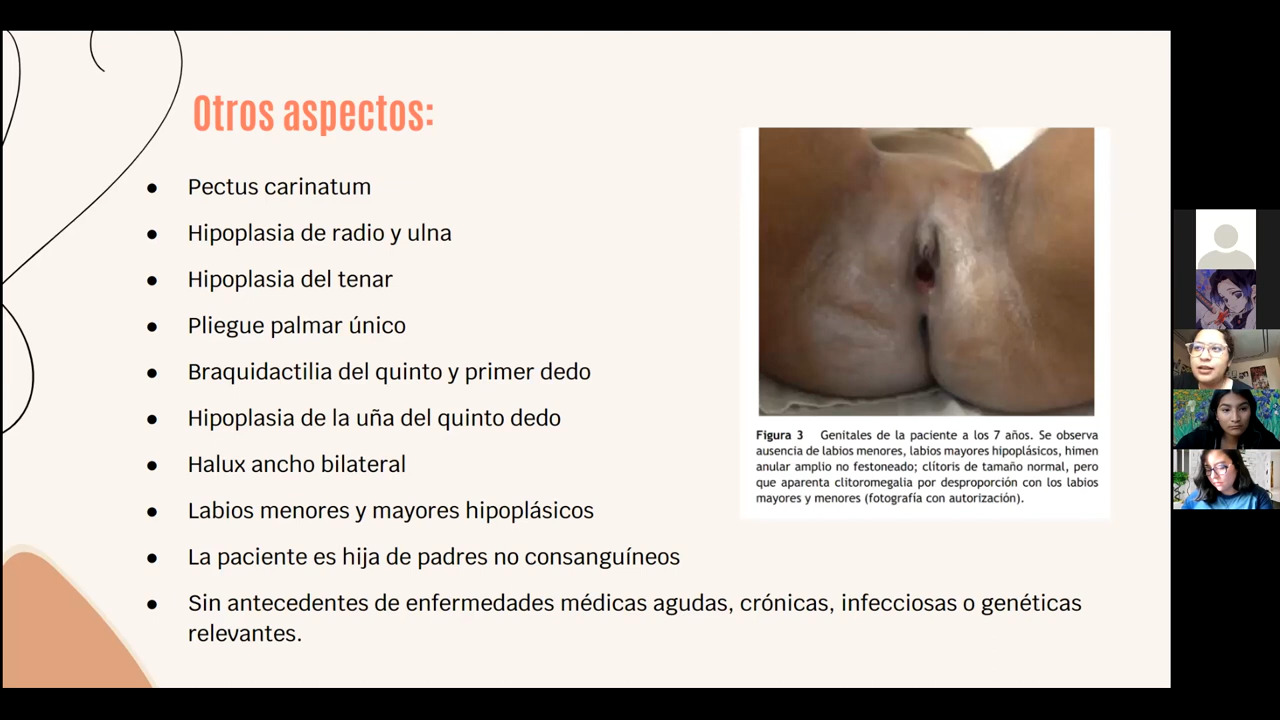 Otros aspectos:
Pectus carinatum
Hipoplasia de radio y ulna
Hipoplasia del tenar
Pliegue palmar único
Braquidactilia del quinto y primer dedo
Hipoplasia de la uña del quinto dedo
Halux ancho bilateral
Labios menores y mayores hipoplásicos
La paciente es hija de padres no consanguíneos
Sin antecedentes de enfermedades médicas agudas, crónicas, infecciosas o genéticas
relevantes.
Figura 3 Genitales de la paciente a los 7 años. Se observa
ausencia de labios menores, labios mayores hipoplásicos, himen
anular amplio no festoneado; clítoris de tamaño normal, pero
que aparenta clitoromegalia por desproporción con los labios
mayores y menores (fotografía con autorización).